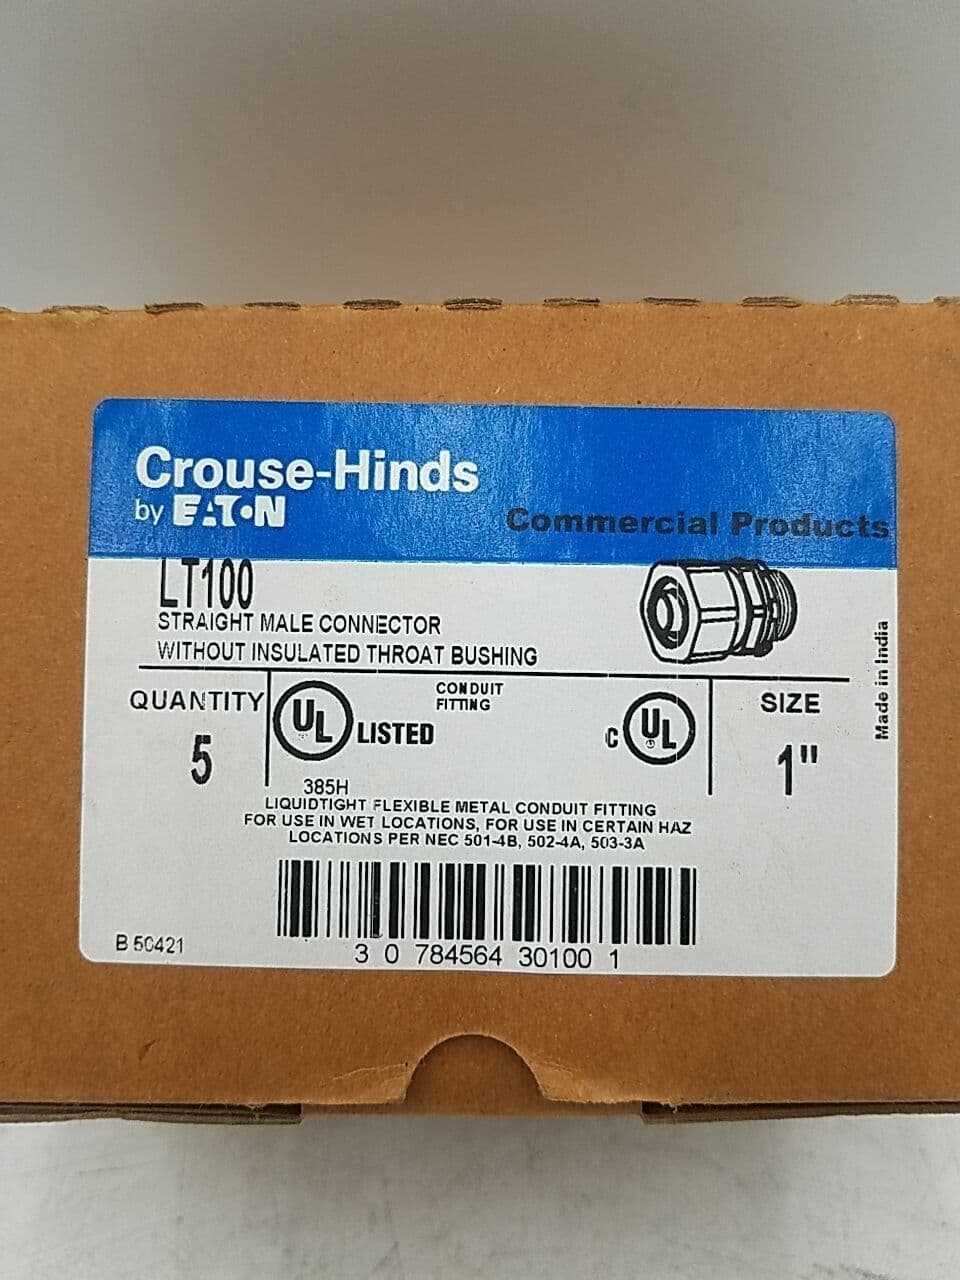 Crouse-Hinds
by EATON
Commercial Products
LT100
STRAIGHT MALE CONNECTOR
WITHOUT INSULATED THROAT BUSHING
Made in India
QUANTITY
5
UL
LISTED
CONDUIT
FITTING
C UL
SIZE
1"
385H
LIQUIDTIGHT FLEXIBLE METAL CONDUIT FITTING
FOR USE IN WET LOCATIONS, FOR USE IN CERTAIN HAZ
LOCATIONS PER NEC 501-4B, 502-4A, 503-3A
3 0 784564 30100 1
B 50421